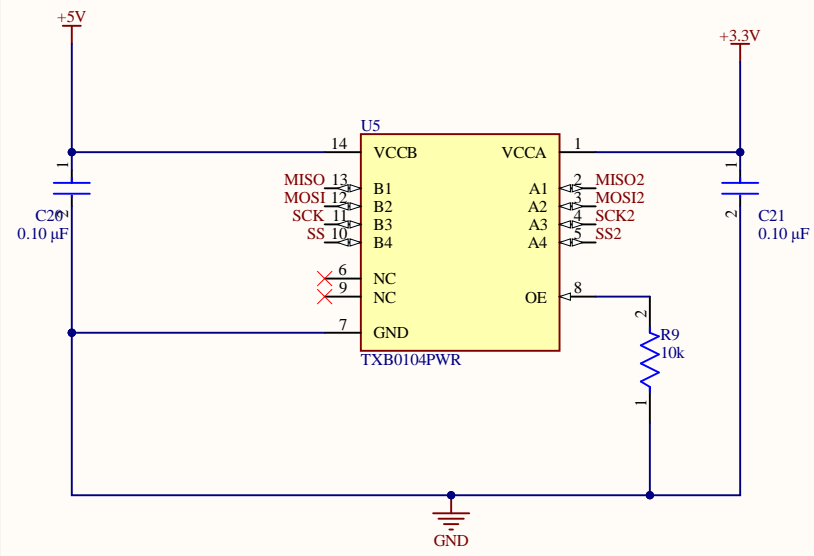 +5V
+3.3V
U5
14 VCCB VCCA 1
1
1
MISO 13 B1 A1 2 MISO2
MOSI 12 B2 A2 3 MOSI2
SCK 11 B3 A3 4 SCK2
SS 10 B4 A4 5 SS2
2
C20
0.10 µF
2
C21
0.10 µF
6 NC
9 NC OE 8
7 GND
2
R9
10k
1
TXB0104PWR
GND